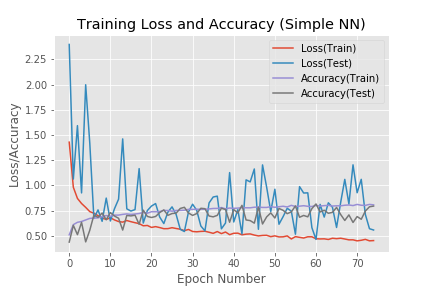 Training Loss and Accuracy (Simple NN)
Loss(Train)
Loss(Test)
Accuracy(Train)
Accuracy(Test)
Loss/Accuracy
2.25
2.00
1.75
1.50
1.25
1.00
0.75
0.50
0 10 20 30 40 50 60 70
Epoch Number